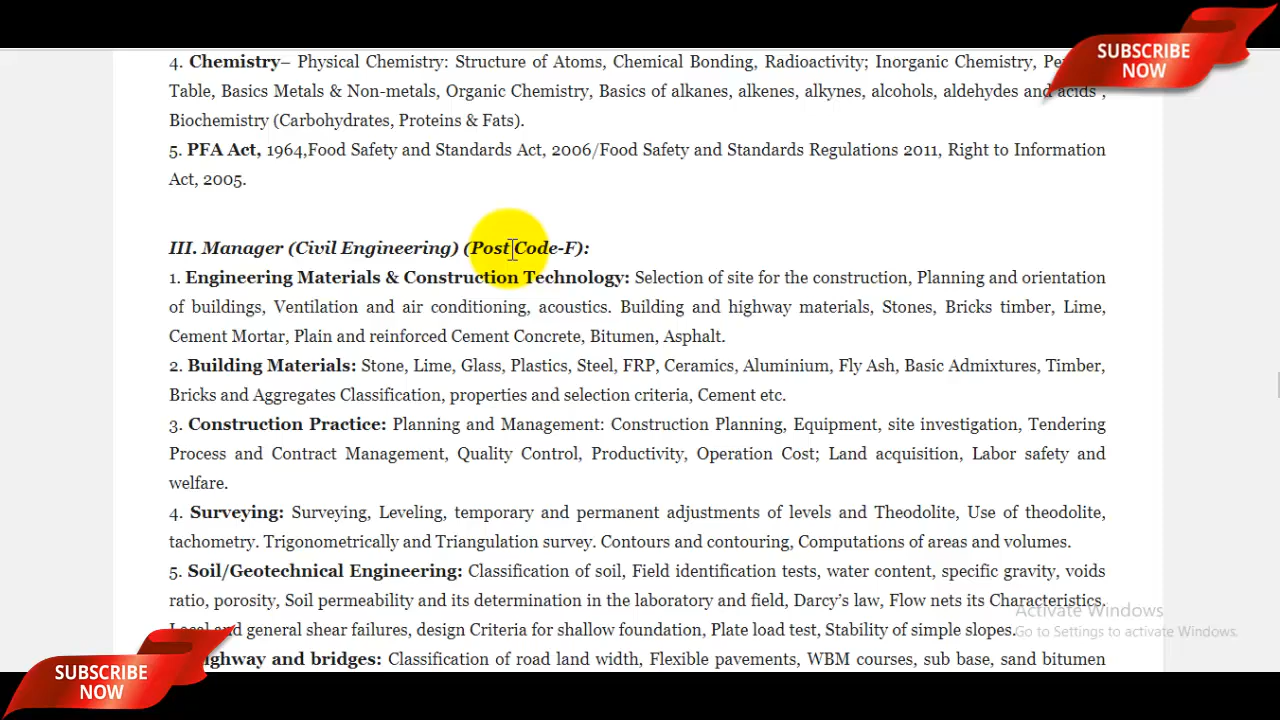 SUBSCRIBE
NOW
4. Chemistry– Physical Chemistry: Structure of Atoms, Chemical Bonding, Radioactivity; Inorganic Chemistry,
Table, Basics Metals & Non-metals, Organic Chemistry, Basics of alkanes, alkenes, alkynes, alcohols, aldehydes and acids ,
Biochemistry (Carbohydrates, Proteins & Fats).
5. PFA Act, 1964,Food Safety and Standards Act, 2006/Food Safety and Standards Regulations 2011, Right to Information
Act, 2005.
III. Manager (Civil Engineering) (Post Code-F):
1. Engineering Materials & Construction Technology: Selection of site for the construction, Planning and orientation
of buildings, Ventilation and air conditioning, acoustics. Building and highway materials, Stones, Bricks timber, Lime,
Cement Mortar, Plain and reinforced Cement Concrete, Bitumen, Asphalt.
2. Building Materials: Stone, Lime, Glass, Plastics, Steel, FRP, Ceramics, Aluminium, Fly Ash, Basic Admixtures, Timber,
Bricks and Aggregates Classification, properties and selection criteria, Cement etc.
3. Construction Practice: Planning and Management: Construction Planning, Equipment, site investigation, Tendering
Process and Contract Management, Quality Control, Productivity, Operation Cost; Land acquisition, Labor safety and
welfare.
4. Surveying: Surveying, Leveling, temporary and permanent adjustments of levels and Theodolite, Use of theodolite,
tachometry. Trigonometrically and Triangulation survey. Contours and contouring, Computations of areas and volumes.
5. Soil/Geotechnical Engineering: Classification of soil, Field identification tests, water content, specific gravity, voids
ratio, porosity, Soil permeability and its determination in the laboratory and field, Darcy's law, Flow nets its Characteristics.
Local and general shear failures, design Criteria for shallow foundation, Plate load test, Stability of simple slopes.
Activate Windows
Go to Settings to activate Windows.
and bridges: Classification of road land width, Flexible pavements, WBM courses, sub base, sand bitumen
SUBSCRIBE
NOW